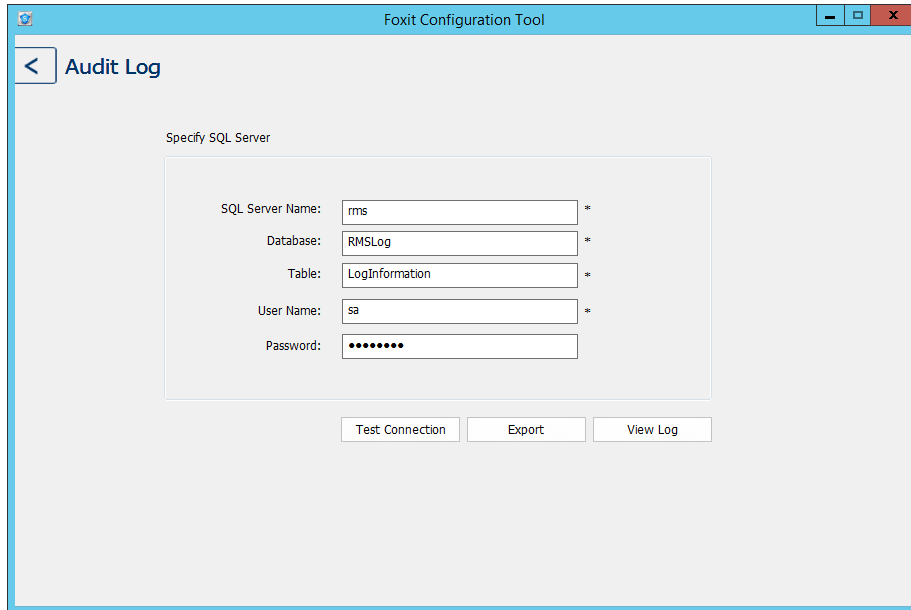 Foxit Configuration Tool
Audit Log
Specify SQL Server
SQL Server Name: rms *
Database: RMSLog *
Table: LogInformation *
User Name: sa *
Password: ●●●●●●●●
Test Connection Export View Log